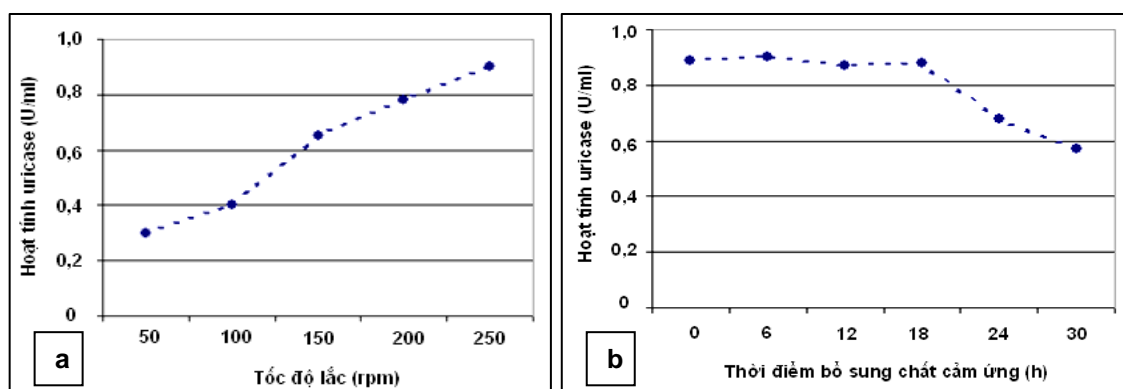 Hoạt tính uricase (U/ml)
1,0
0,8
0,6
0,4
0,2
0
50 100 150 200 250
Tốc độ lắc (rpm)
a
Hoạt tính uricase (U/ml)
1,0
0,8
0,6
0,4
0,2
0
0 6 12 18 24 30
Thời điểm bổ sung chất cảm ứng (h)
b